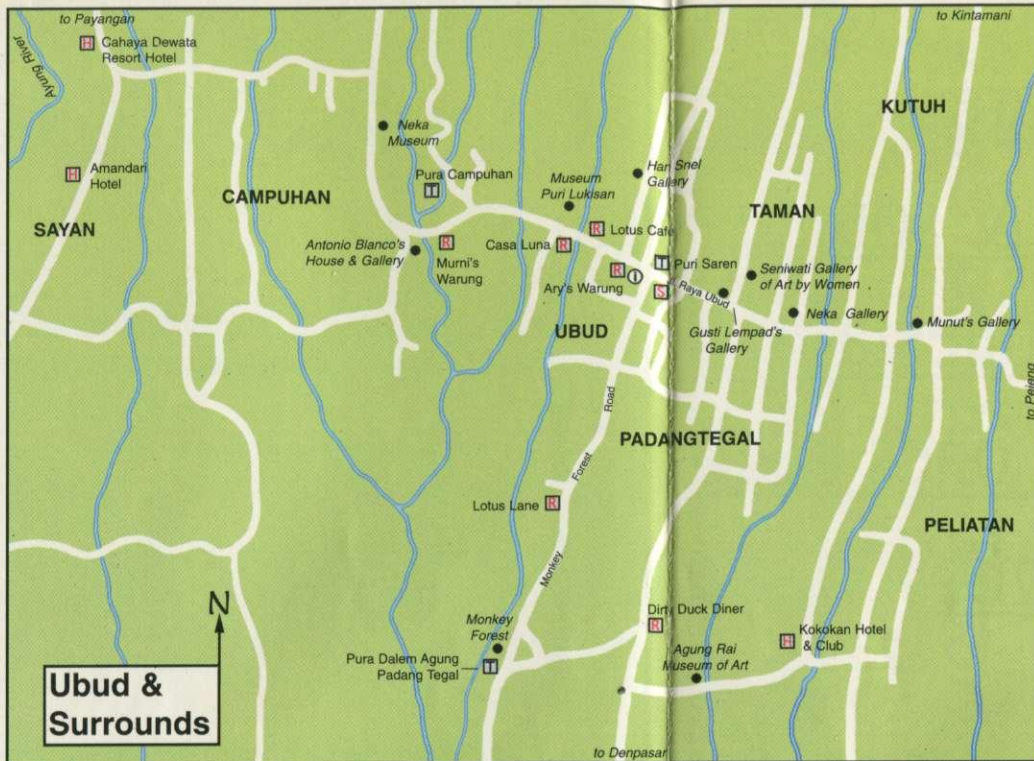 to Payangan
to Kintamani
Ayung River
H Cahaya Dewata
Resort Hotel
KUTUH
Neka
Museum
H Amandari
Hotel
Pura Campuhan
T
Museum
Puri Lukisan
Han Snel
Gallery
CAMPUHAN
TAMAN
SAYAN
R Lotus Cafe
Antonio Blanco's
House & Gallery
R
Murni's
Warung
Casa Luna R
T Puri Saren
R i
Ary's Warung
S
Raya Ubud
Seniwati Gallery
of Art by Women
Neka Gallery
Munut's Gallery
UBUD
Gusti Lempad's
Gallery
to Pejeng
Road
PADANGTEGAL
Forest
Lotus Lane R
PELIATAN
Monkey
N
Dirty Duck Diner
R
Monkey
Forest
H Kokokan Hotel
& Club
Pura Dalem Agung
Padang Tegal
T
Agung Rai
Museum of Art
Ubud &
Surrounds
to Denpasar